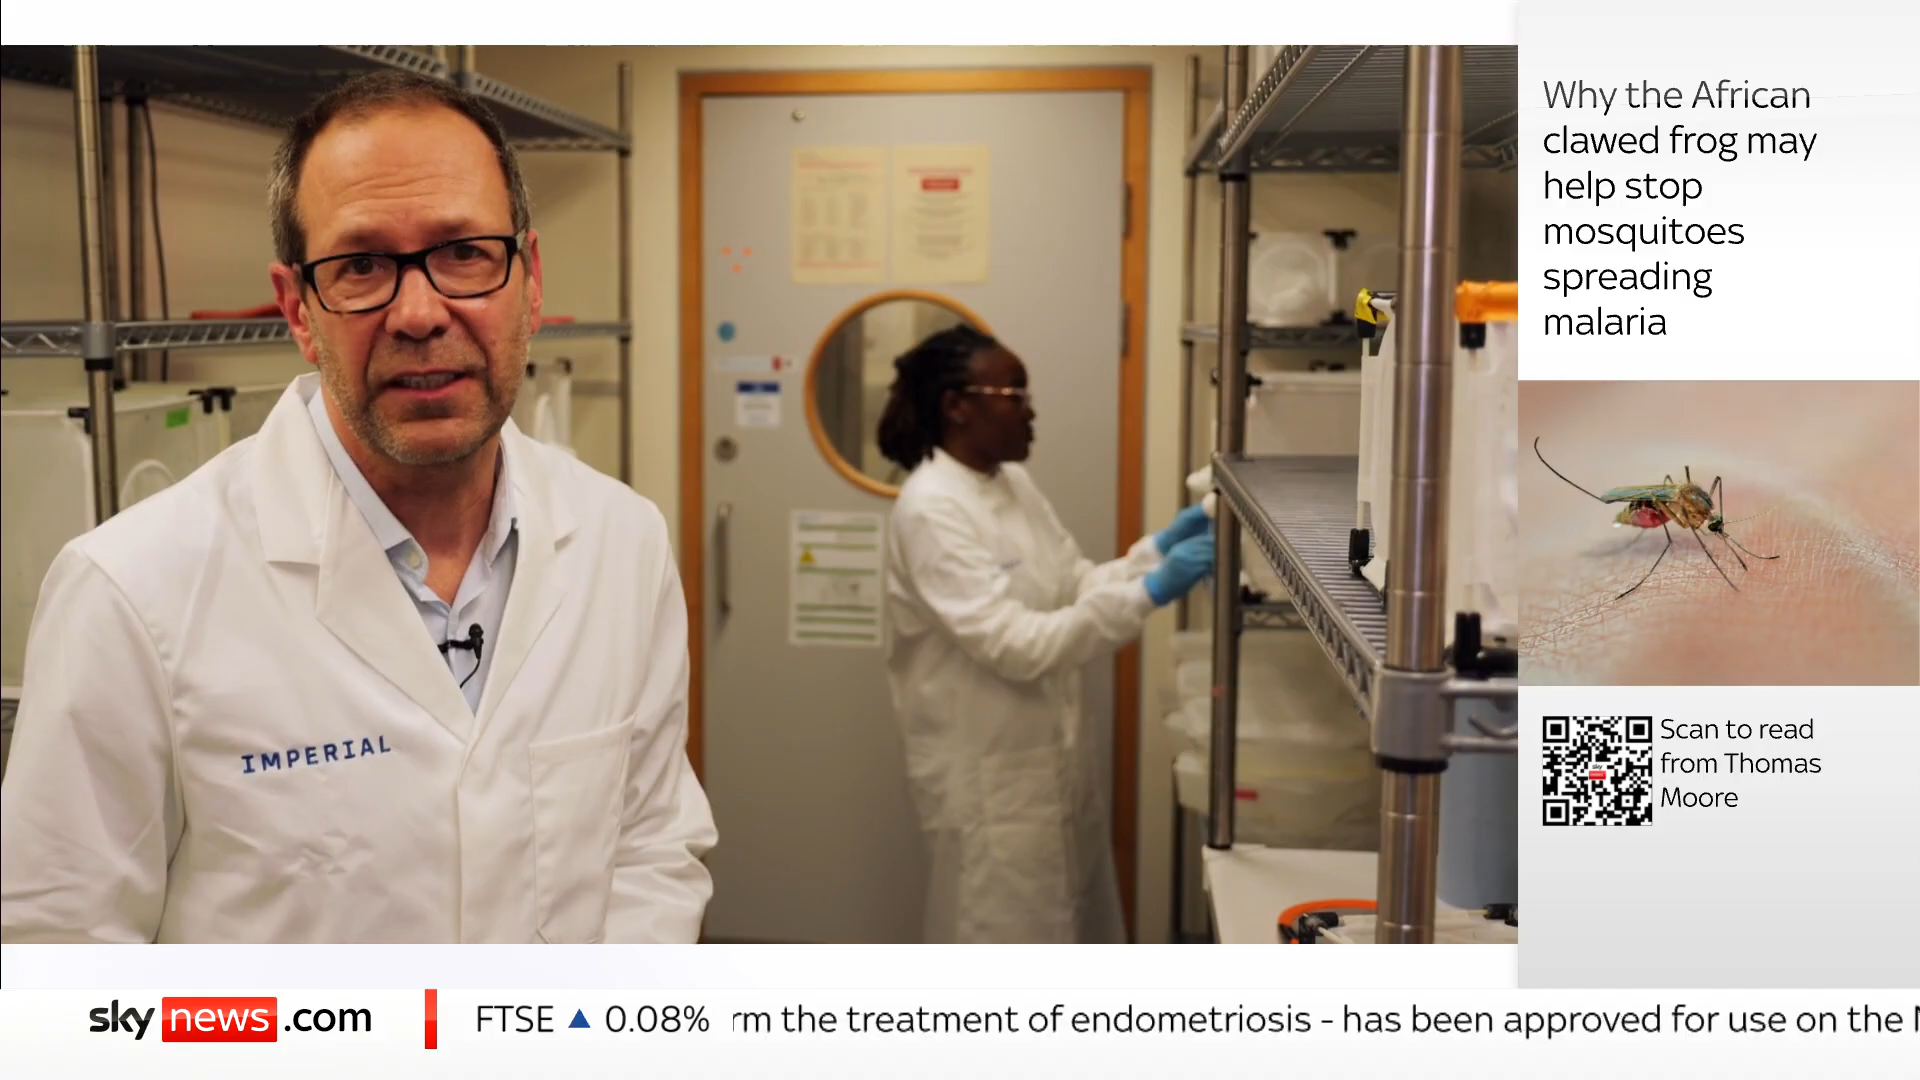 Why the African
clawed frog may
help stop
mosquitoes
spreading
malaria
IMPERIAL
Scan to read
from Thomas
Moore
sky news .com
FTSE ▲ 0.08% rm the treatment of endometriosis - has been approved for use on the